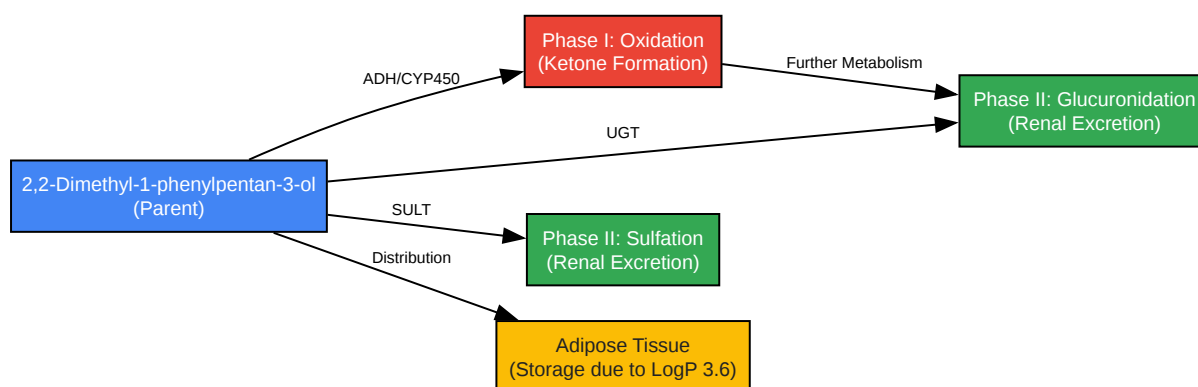 Phase I: Oxidation
(Ketone Formation)
ADH/CYP450
Further Metabolism
Phase II: Glucuronidation
(Renal Excretion)
UGT
2,2-Dimethyl-1-phenylpentan-3-ol
(Parent)
SULT
Phase II: Sulfation
(Renal Excretion)
Distribution
Adipose Tissue
(Storage due to LogP 3.6)